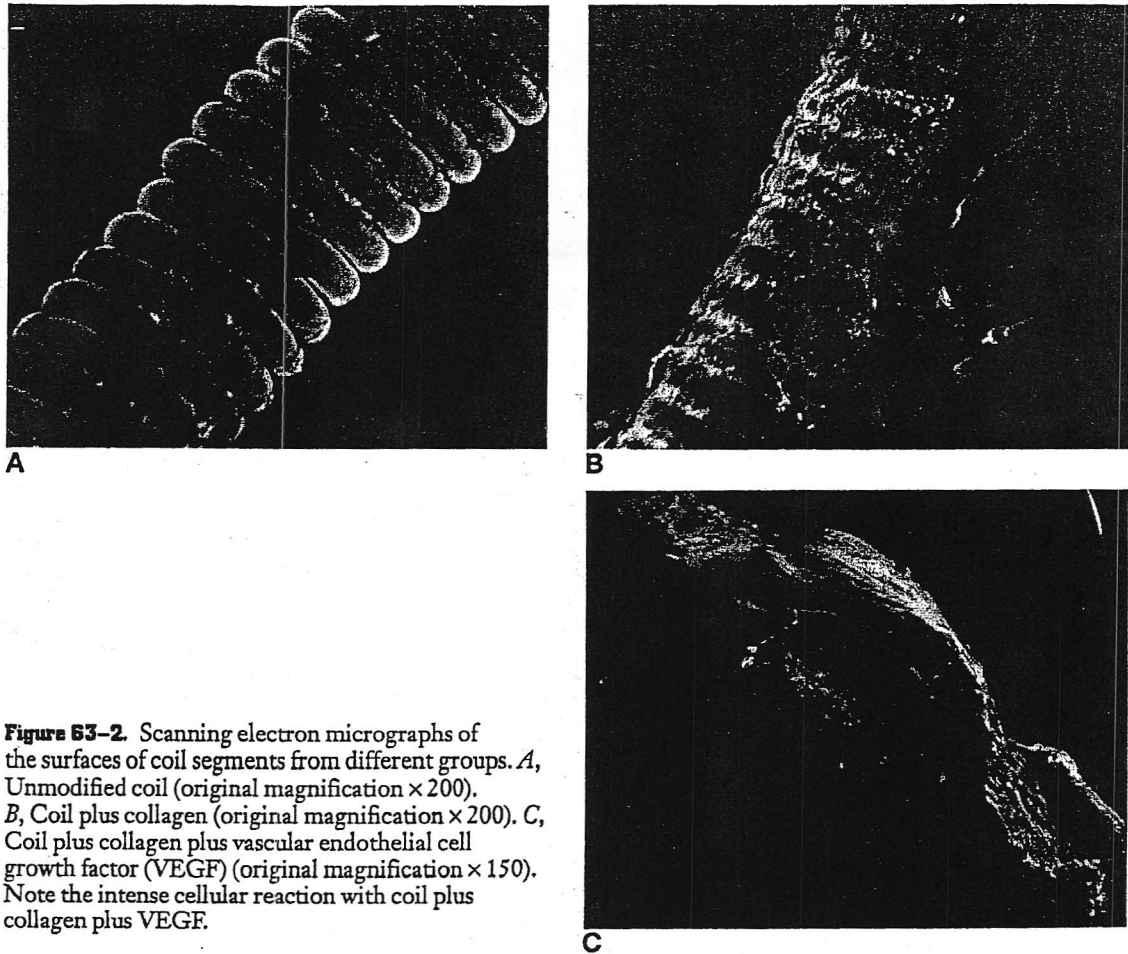 A
B
Figure 63–2. Scanning electron micrographs of
the surfaces of coil segments from different groups. A,
Unmodified coil (original magnification × 200).
B, Coil plus collagen (original magnification × 200). C,
Coil plus collagen plus vascular endothelial cell
growth factor (VEGF) (original magnification × 150).
Note the intense cellular reaction with coil plus
collagen plus VEGF.
C